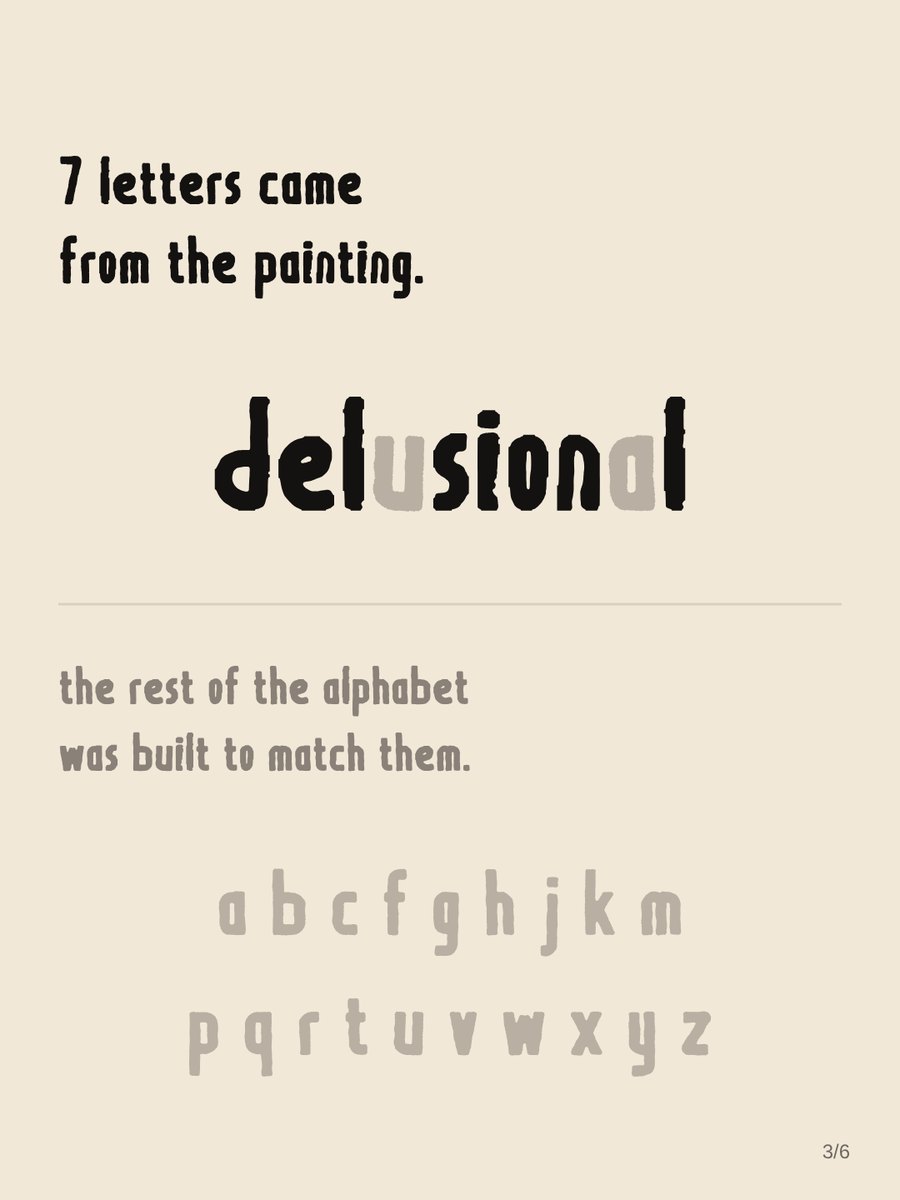 7 letters came
from the painting.
delusional
the rest of the alphabet
was built to match them.
a b c f g h j k m
p q r t u v w x y z
3/6